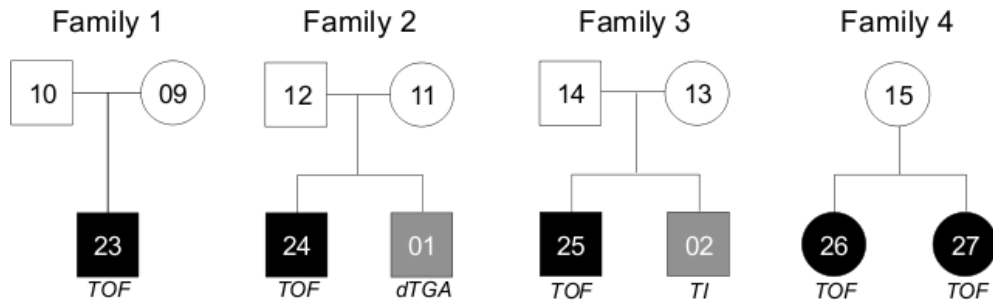 Family 1 Family 2 Family 3 Family 4
10 09 12 11 14 13 15
23 24 01 25 02 26 27
TOF TOF dTGA TOF TI TOF TOF